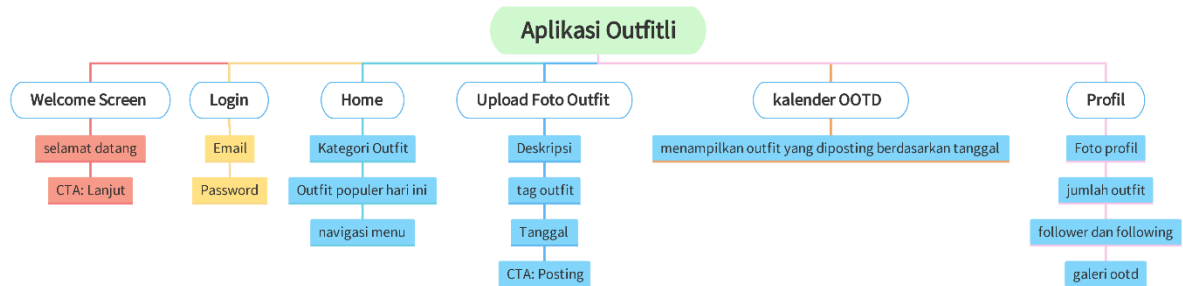 Aplikasi Outfitli
Welcome Screen
Login
Home
Upload Foto Outfit
kalender OOTD
Profil
selamat datang
Email
Kategori Outfit
Deskripsi
menampilkan outfit yang diposting berdasarkan tanggal
Foto profil
CTA: Lanjut
Password
Outfit populer hari ini
tag outfit
jumlah outfit
navigasi menu
Tanggal
follower dan following
CTA: Posting
galeri ootd